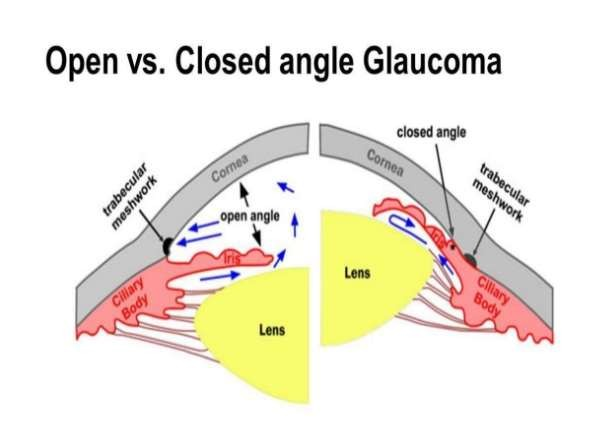 Open vs. Closed angle Glaucoma
trabecular
meshwork
Cornea
open angle
Iris
Ciliary
Body
Lens
closed angle
Cornea
trabecular
meshwork
Iris
Lens
Ciliary
Body